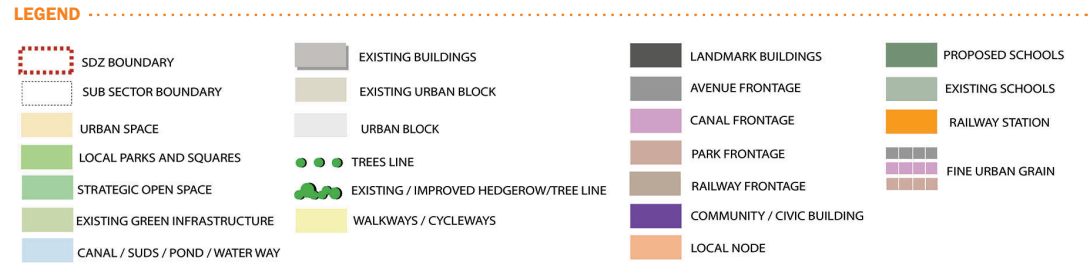 LEGEND
SDZ BOUNDARY
SUB SECTOR BOUNDARY
URBAN SPACE
LOCAL PARKS AND SQUARES
STRATEGIC OPEN SPACE
EXISTING GREEN INFRASTRUCTURE
CANAL / SUDS / POND / WATER WAY
EXISTING BUILDINGS
EXISTING URBAN BLOCK
URBAN BLOCK
TREES LINE
EXISTING / IMPROVED HEDGEROW/TREE LINE
WALKWAYS / CYCLEWAYS
LANDMARK BUILDINGS
AVENUE FRONTAGE
CANAL FRONTAGE
PARK FRONTAGE
RAILWAY FRONTAGE
COMMUNITY / CIVIC BUILDING
LOCAL NODE
PROPOSED SCHOOLS
EXISTING SCHOOLS
RAILWAY STATION
FINE URBAN GRAIN